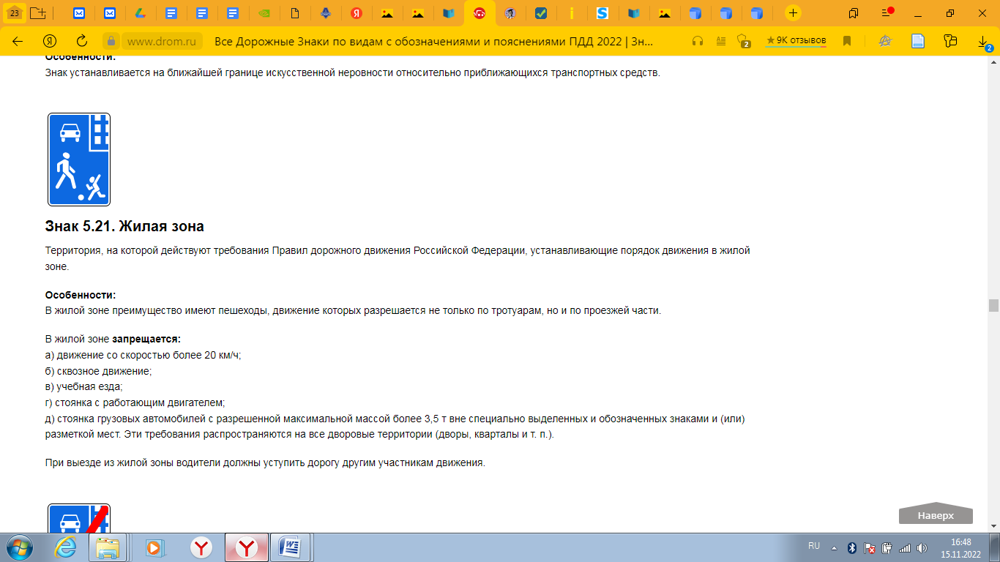 23
www.drom.ru
Все Дорожные Знаки по видам с обозначениями и пояснениями ПДД 2022 | Зн...
2
★ 9К отзывов
2
Особенности:
Знак устанавливается на ближайшей границе искусственной неровности относительно приближающихся транспортных средств.
Знак 5.21. Жилая зона
Территория, на которой действуют требования Правил дорожного движения Российской Федерации, устанавливающие порядок движения в жилой
зоне.
Особенности:
В жилой зоне преимущество имеют пешеходы, движение которых разрешается не только по тротуарам, но и по проезжей части.
В жилой зоне запрещается:
а) движение со скоростью более 20 км/ч;
б) сквозное движение;
в) учебная езда;
г) стоянка с работающим двигателем;
д) стоянка грузовых автомобилей с разрешенной максимальной массой более 3,5 т вне специально выделенных и обозначенных знаками и (или)
разметкой мест. Эти требования распространяются на все дворовые территории (дворы, кварталы и т. п.).
При выезде из жилой зоны водители должны уступить дорогу другим участникам движения.
Наверх
RU
16:48
15.11.2022